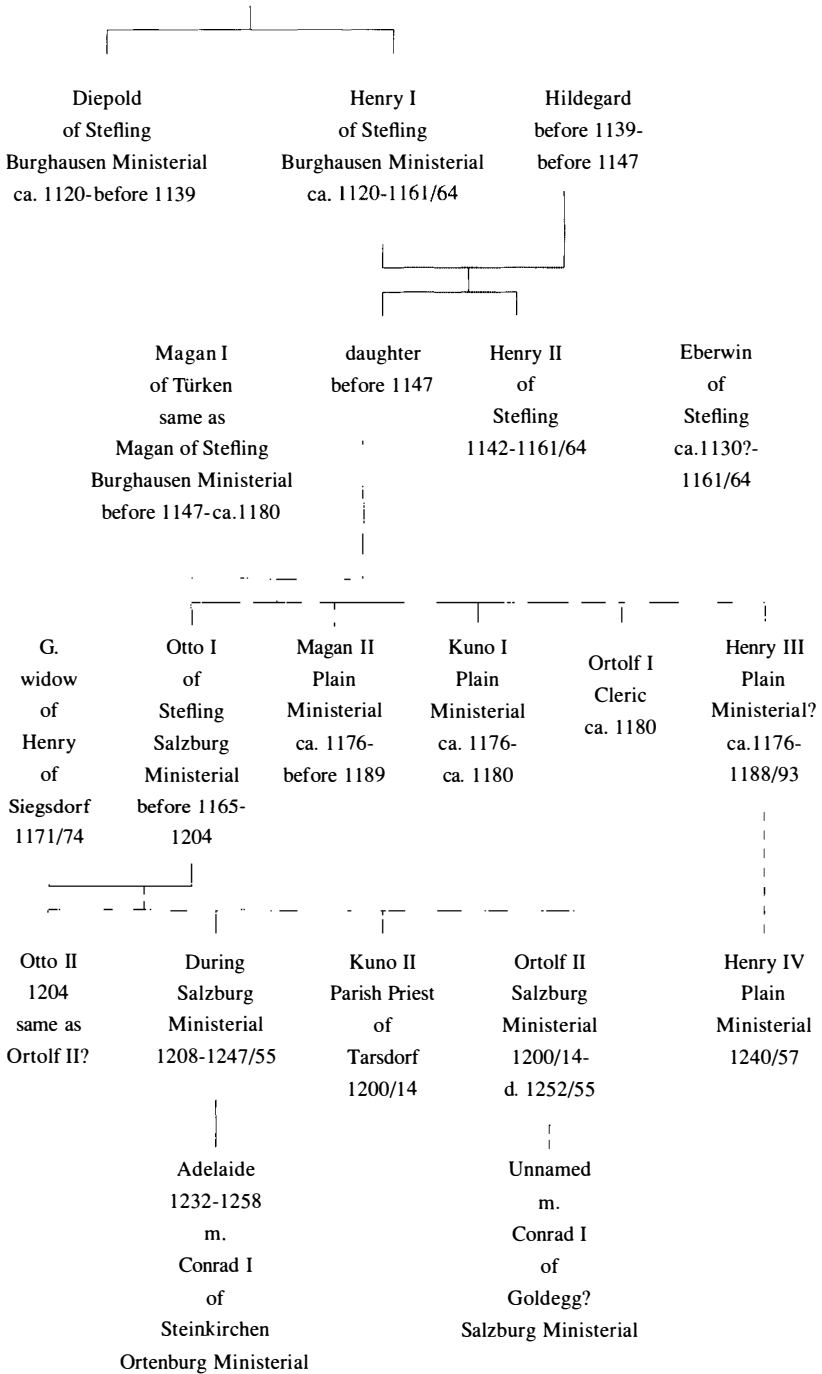 Diepold
of Stefling
Burghausen Ministerial
ca. 1120-before 1139
Henry I
of Stefling
Burghausen Ministerial
ca. 1120-1161/64
Hildegard
before 1139-
before 1147
Magan I
of Türken
same as
Magan of Stefling
Burghausen Ministerial
before 1147-ca.1180
daughter
before 1147
Henry II
of
Stefling
1142-1161/64
Eberwin
of
Stefling
ca.1130?-
1161/64
G.
widow
of
Henry
of
Siegsdorf
1171/74
Otto I
of
Stefling
Salzburg
Ministerial
before 1165-
1204
Magan II
Plain
Ministerial
ca. 1176-
before 1189
Kuno I
Plain
Ministerial
ca. 1176-
ca. 1180
Ortolf I
Cleric
ca. 1180
Henry III
Plain
Ministerial?
ca.1176-
1188/93
Otto II
1204
same as
Ortolf II?
During
Salzburg
Ministerial
1208-1247/55
Kuno II
Parish Priest
of
Tarsdorf
1200/14
Ortolf II
Salzburg
Ministerial
1200/14-
d. 1252/55
Henry IV
Plain
Ministerial
1240/57
Adelaide
1232-1258
m.
Conrad I
of
Steinkirchen
Ortenburg Ministerial
Unnamed
m.
Conrad I
of
Goldegg?
Salzburg Ministerial